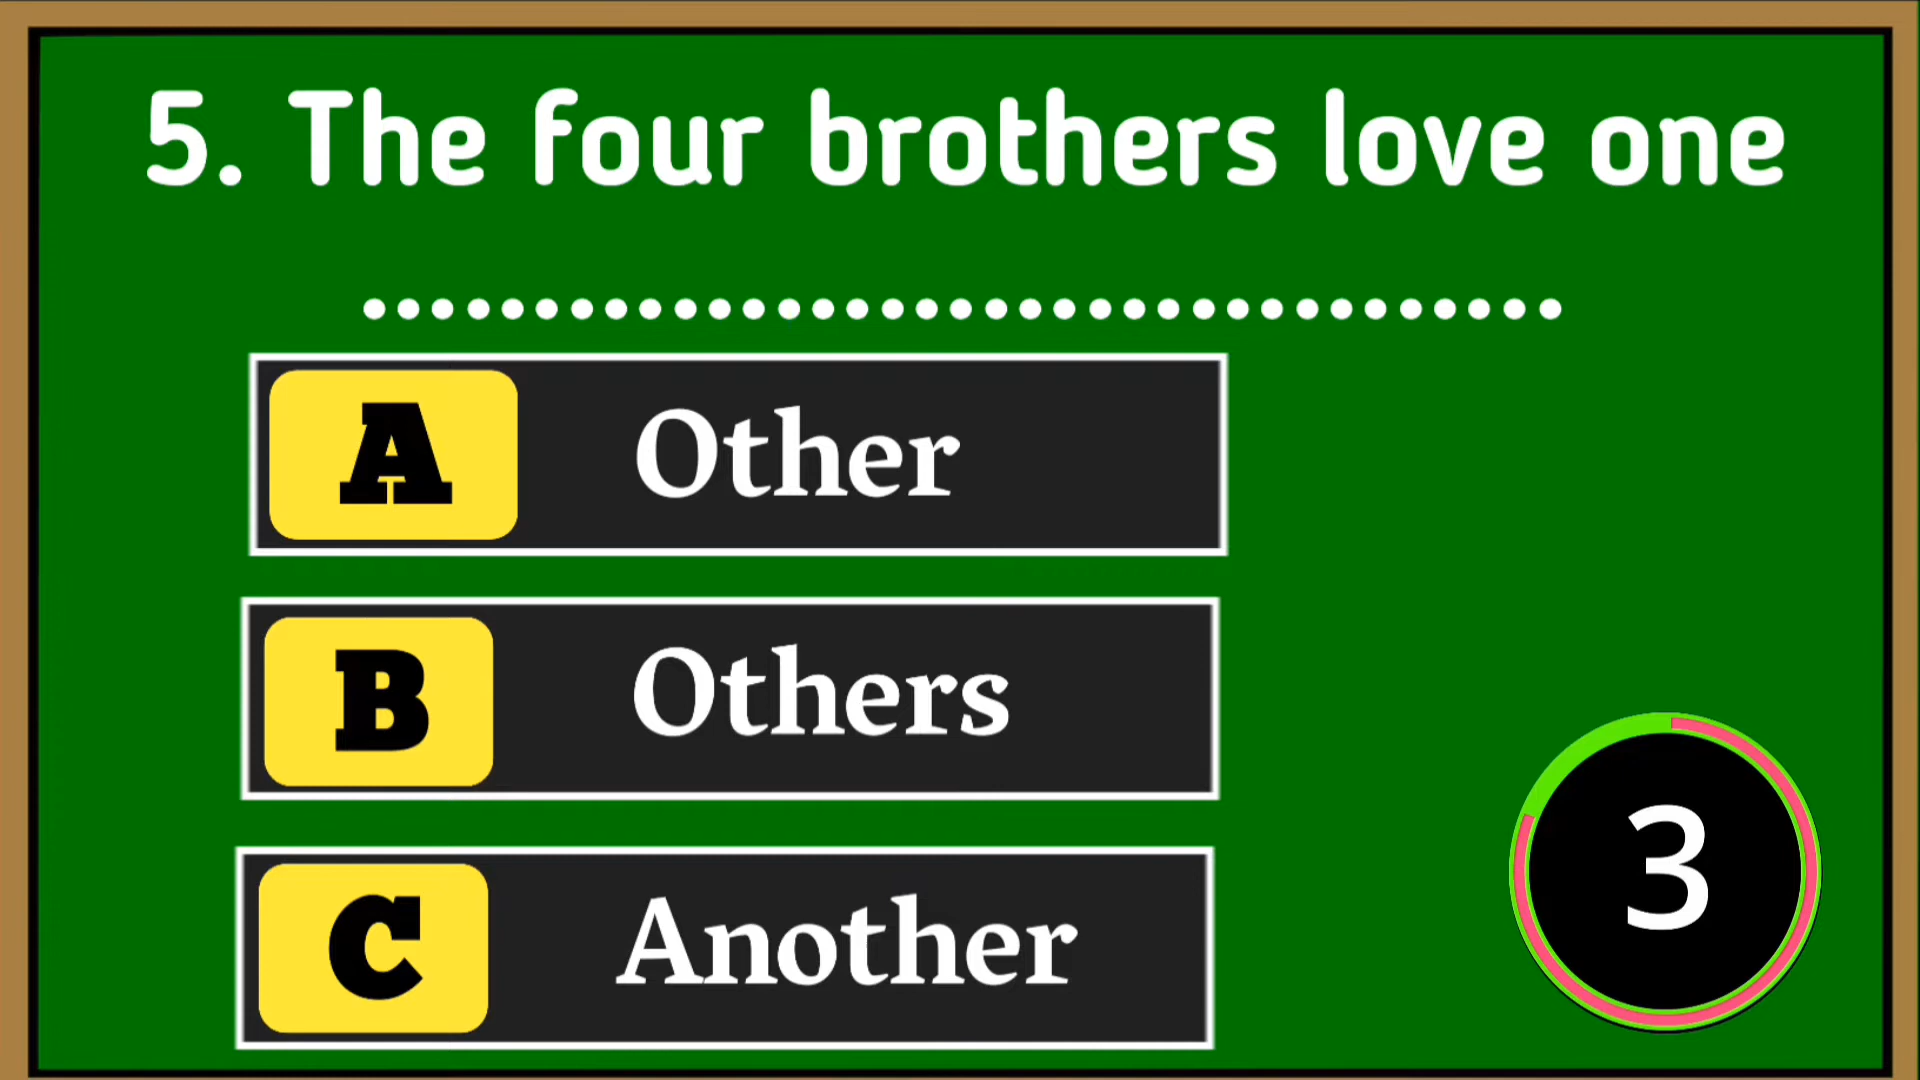 5. The four brothers love one
...................................
A Other
B Others
C Another
3